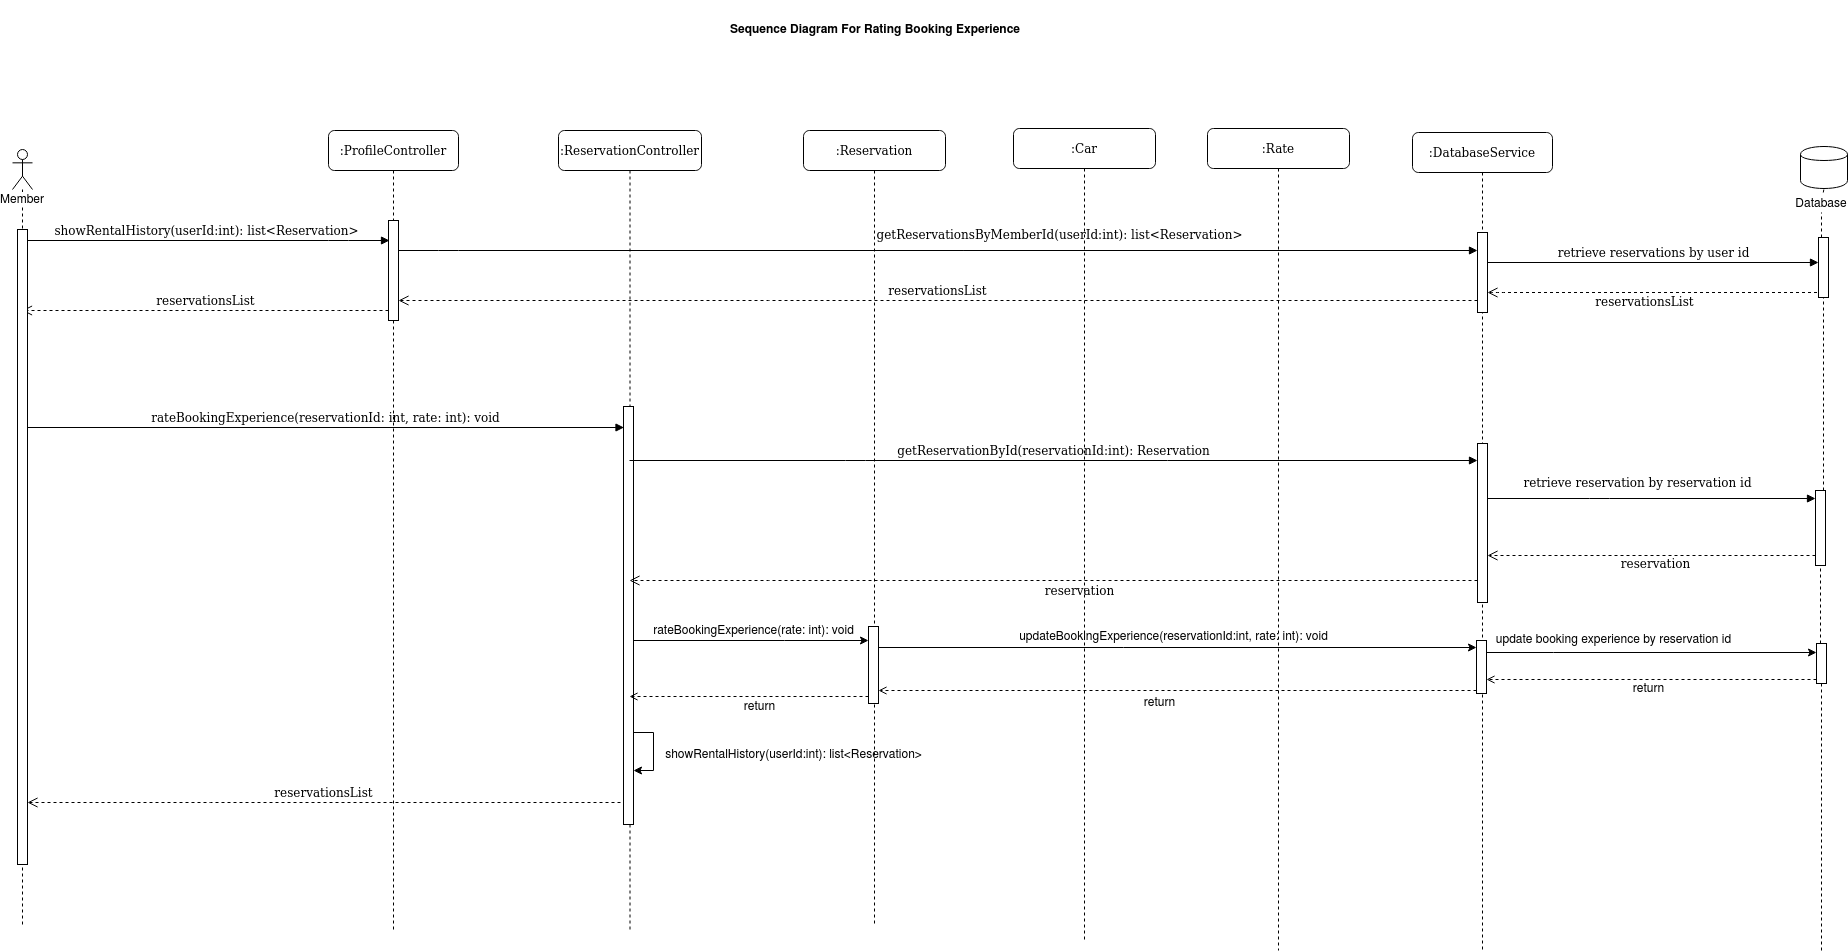 Sequence Diagram For Rating Booking Experience
:ProfileController
:ReservationController
:Reservation
:Car
:Rate
:DatabaseService
Member
Database
showRentalHistory(userId:int): list<Reservation>
getReservationsByMemberId(userId:int): list<Reservation>
retrieve reservations by user id
reservationsList
reservationsList
reservationsList
rateBookingExperience(reservationId: int, rate: int): void
getReservationById(reservationId:int): Reservation
retrieve reservation by reservation id
reservation
reservation
rateBookingExperience(rate: int): void
updateBookingExperience(reservationId:int, rate: int): void
update booking experience by reservation id
return
return
return
showRentalHistory(userId:int): list<Reservation>
reservationsList